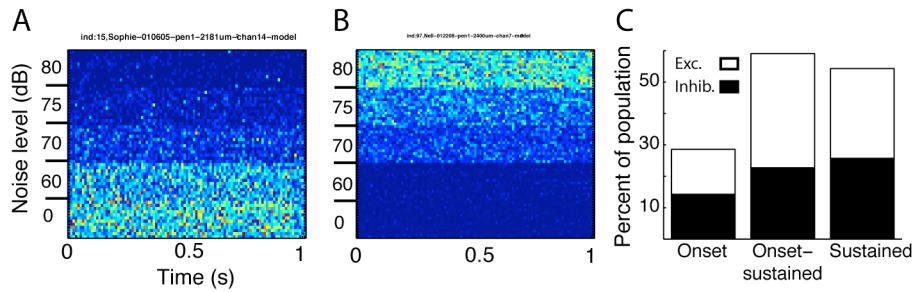 A
B
C
ind:15,Sophie-010605-pen1-2181um-chan14-model
ind:97,Nell-012208-pen1-2400um-chan7-model
Noise level (dB)
80
75
70
60
0
0
0.5
1
Time (s)
80
75
70
60
0
0
0.5
1
Percent of population
50
30
10
Exc.
Inhib.
Onset
Onset–
sustained
Sustained